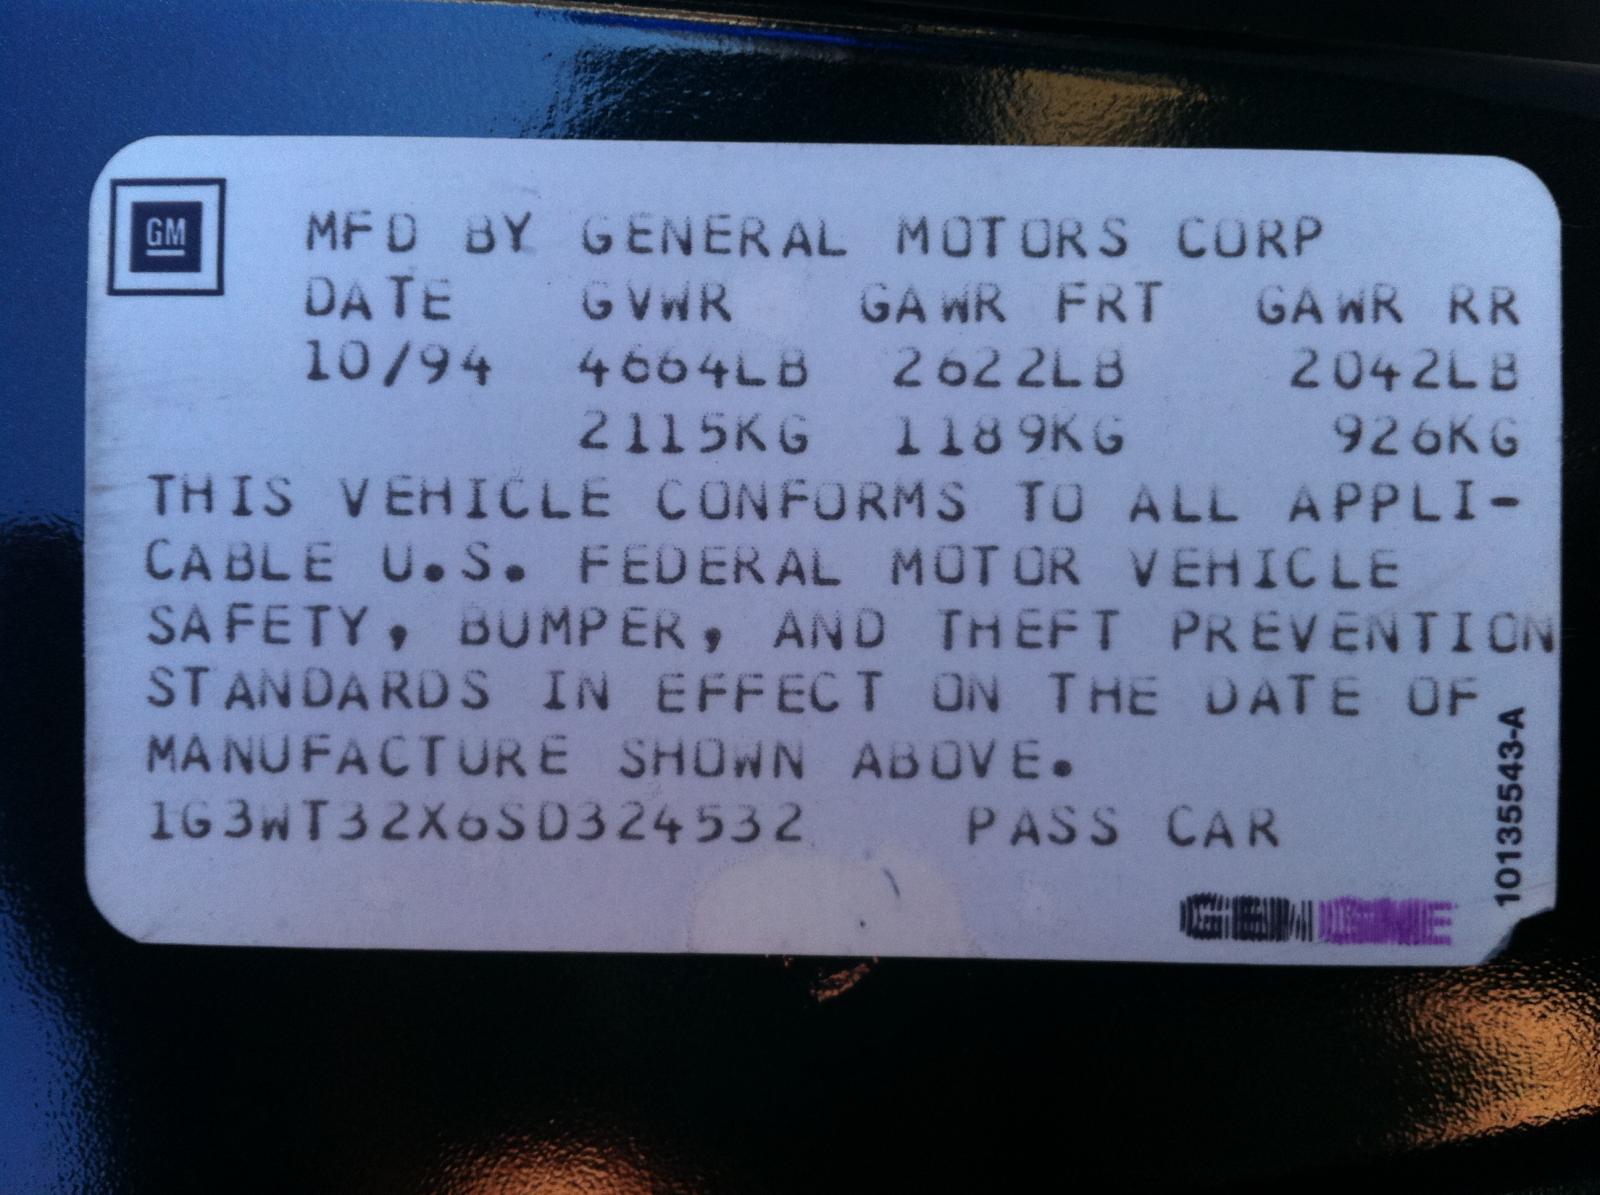 GM
MFD BY GENERAL MOTORS CORP
DATE GVWR GAWR FRT GAWR RR
10/94 4664LB 2622LB 2042LB
2115KG 1189KG 926KG
THIS VEHICLE CONFORMS TO ALL APPLI-
CABLE U.S. FEDERAL MOTOR VEHICLE
SAFETY, BUMPER, AND THEFT PREVENTION
STANDARDS IN EFFECT ON THE DATE OF
MANUFACTURE SHOWN ABOVE.
1G3WT32X6SD324532 PASS CAR
10135543-A